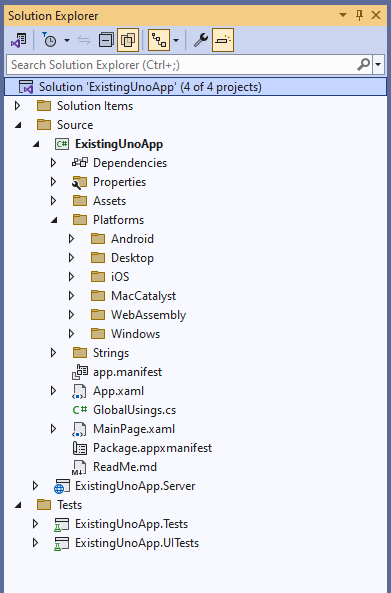 Solution Explorer
Search Solution Explorer (Ctrl+;)
Solution 'ExistingUnoApp' (4 of 4 projects)
Solution Items
Source
C# ExistingUnoApp
Dependencies
Properties
Assets
Platforms
Android
Desktop
iOS
MacCatalyst
WebAssembly
Windows
Strings
app.manifest
App.xaml
C# GlobalUsings.cs
MainPage.xaml
Package.appxmanifest
M↓ ReadMe.md
ExistingUnoApp.Server
Tests
ExistingUnoApp.Tests
ExistingUnoApp.UITests